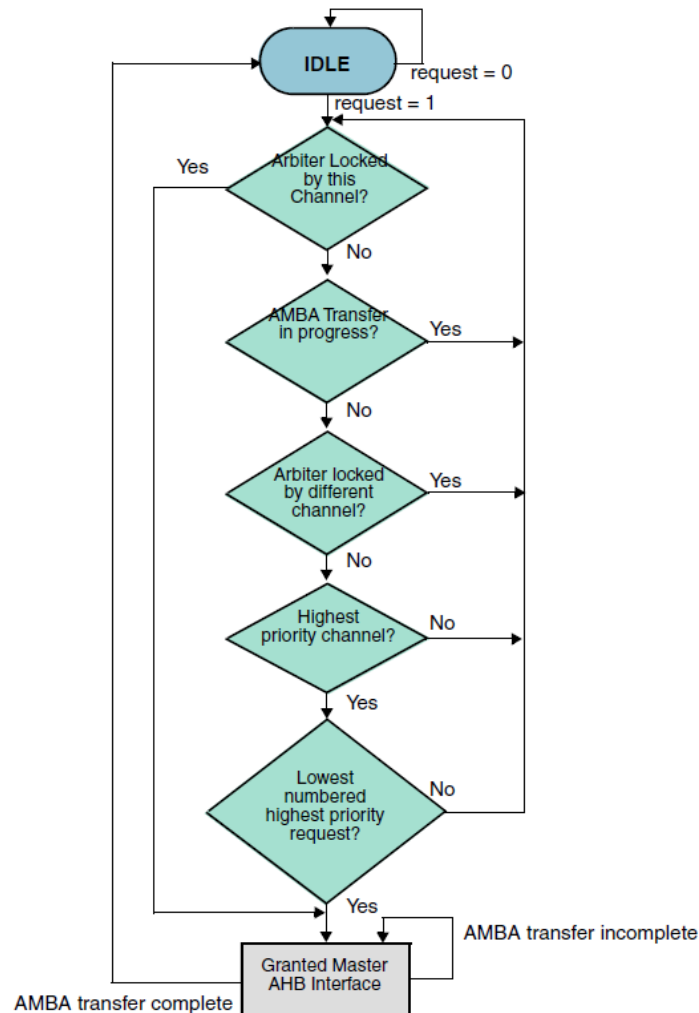 IDLE
request = 0
request = 1
Yes
Arbiter Locked
by this
Channel?
No
AMBA Transfer
in progress?
Yes
No
Arbiter locked
by different
channel?
Yes
No
Highest
priority channel?
No
Yes
Lowest
numbered
highest priority
request?
No
Yes
AMBA transfer incomplete
Granted Master
AHB Interface
AMBA transfer complete